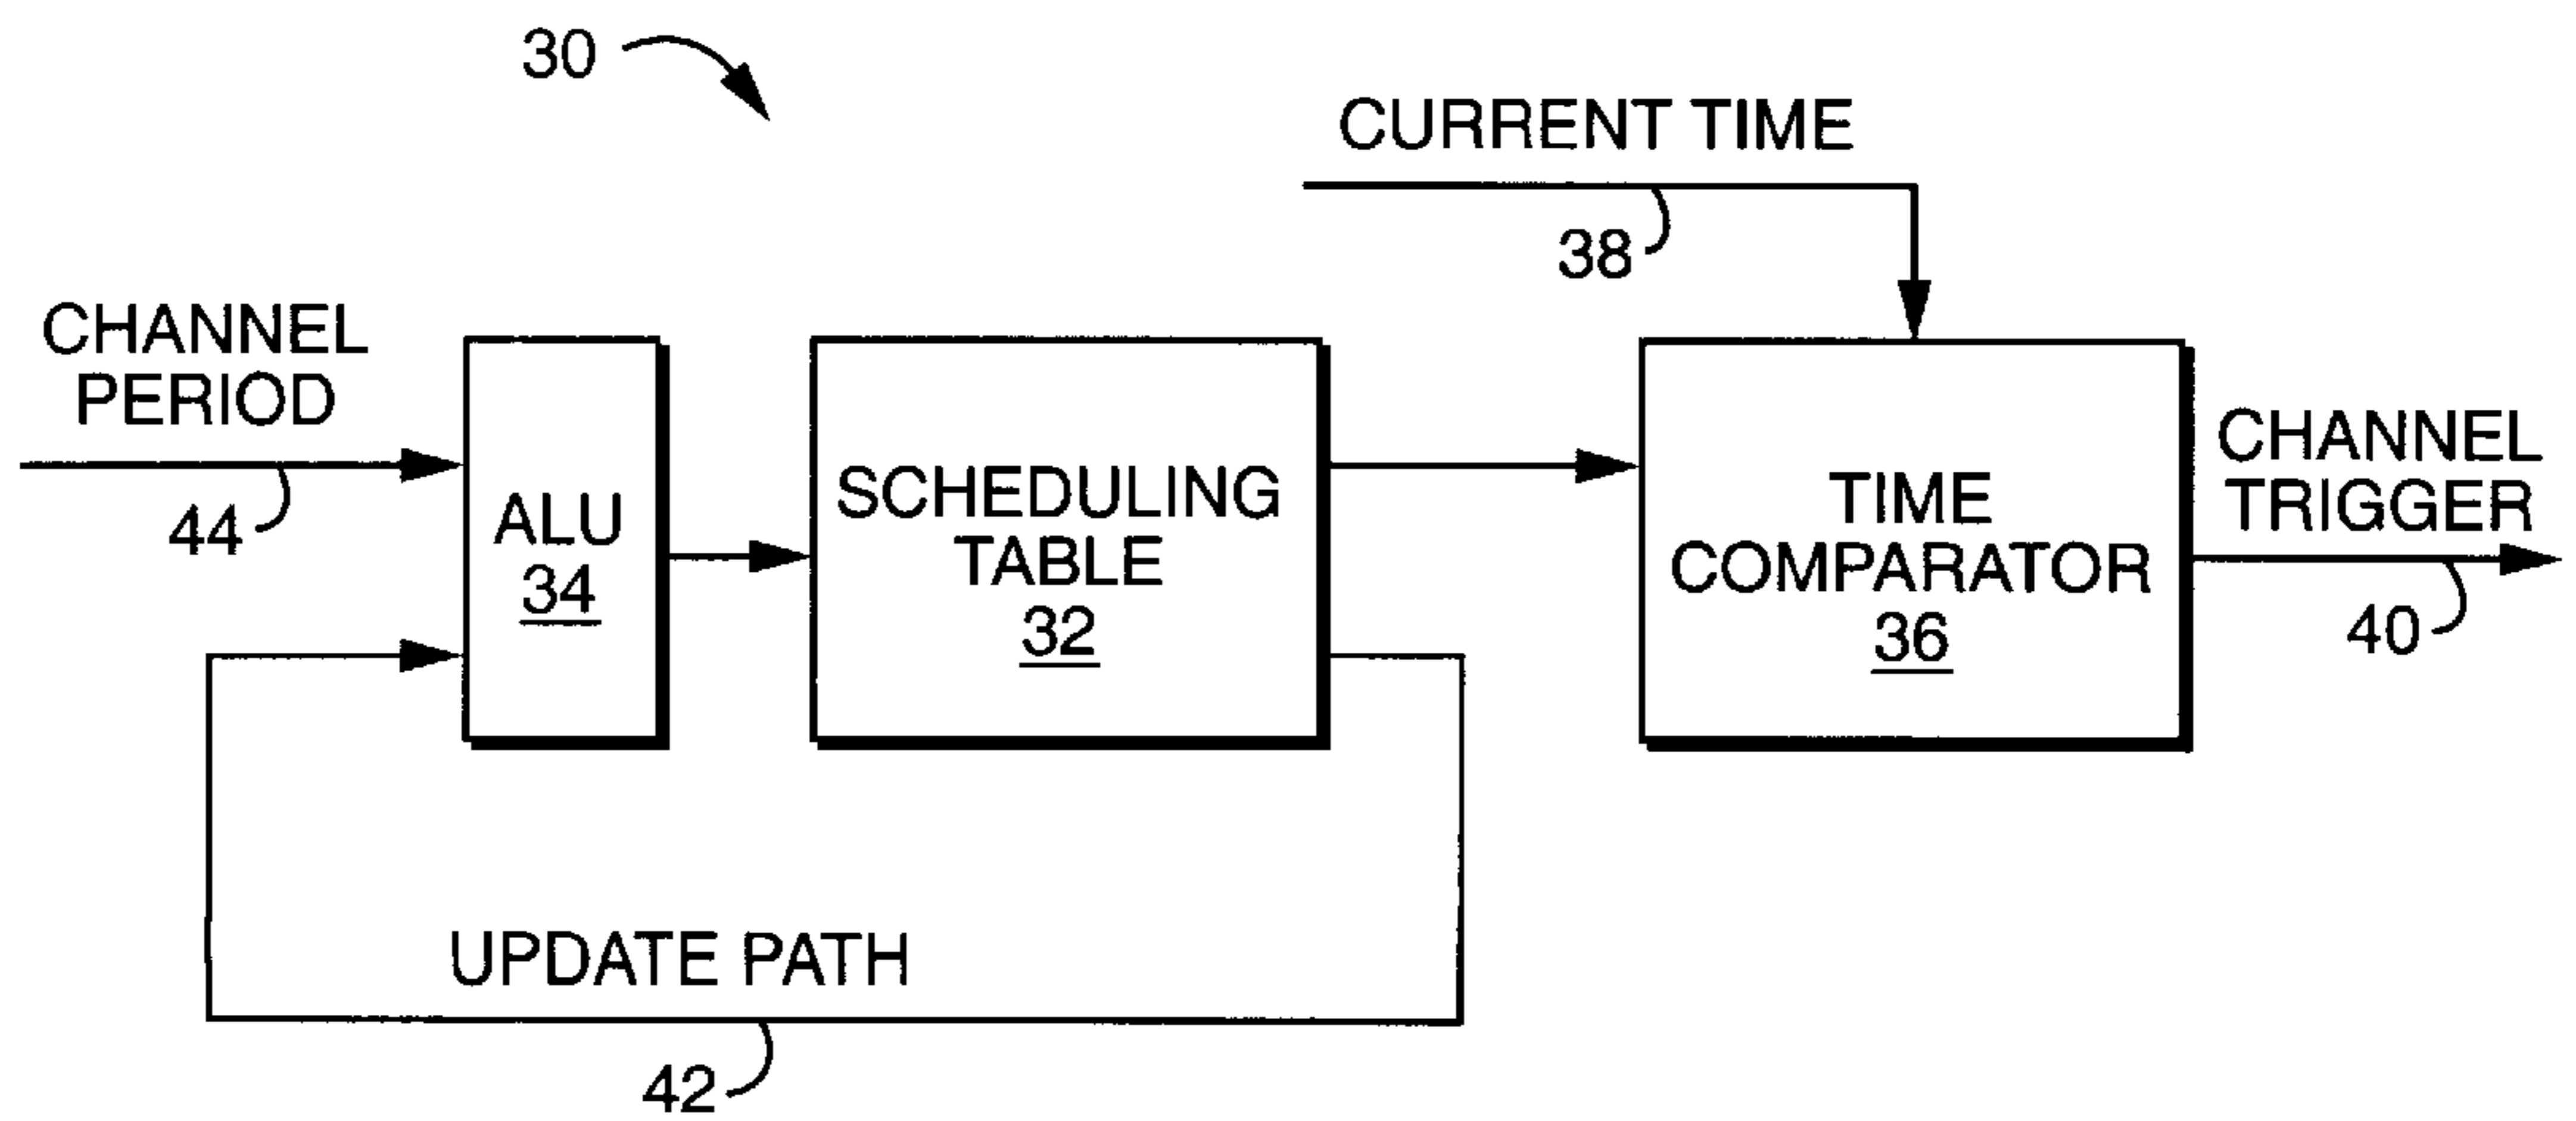 30
CURRENT TIME
38
CHANNEL
PERIOD
44
ALU
34
SCHEDULING
TABLE
32
TIME
COMPARATOR
36
CHANNEL
TRIGGER
40
UPDATE PATH
42